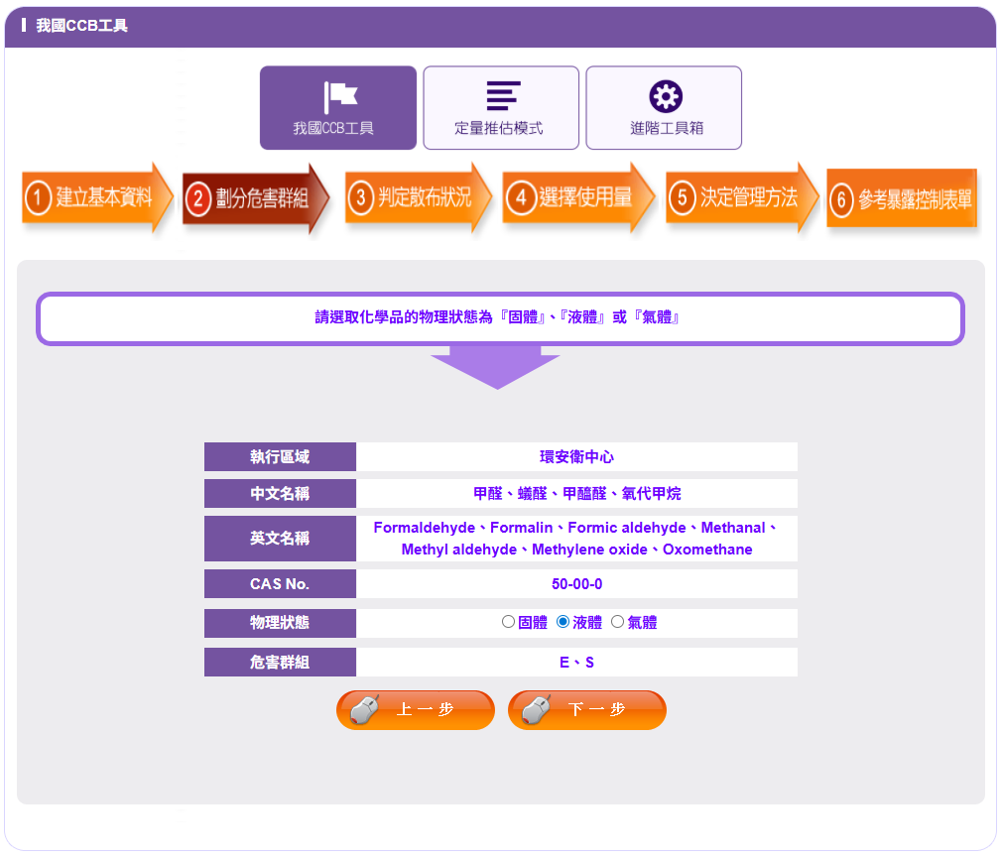 我國CCB工具
我國CCB工具
定量推估模式
進階工具箱
1 建立基本資料
2 劃分危害群組
3 判定散布狀況
4 選擇使用量
5 決定管理方法
6 參考暴露控制表單
請選取化學品的物理狀態為『固體』、『液體』或『氣體』
執行區域 環安衛中心
中文名稱 甲醛、蟻醛、甲醯醛、氧代甲烷
英文名稱 Formaldehyde、Formalin、Formic aldehyde、Methanal、
Methyl aldehyde、Methylene oxide、Oxomethane
CAS No. 50-00-0
物理狀態 固體 液體 氣體
危害群組 E、S
上一步 下一步